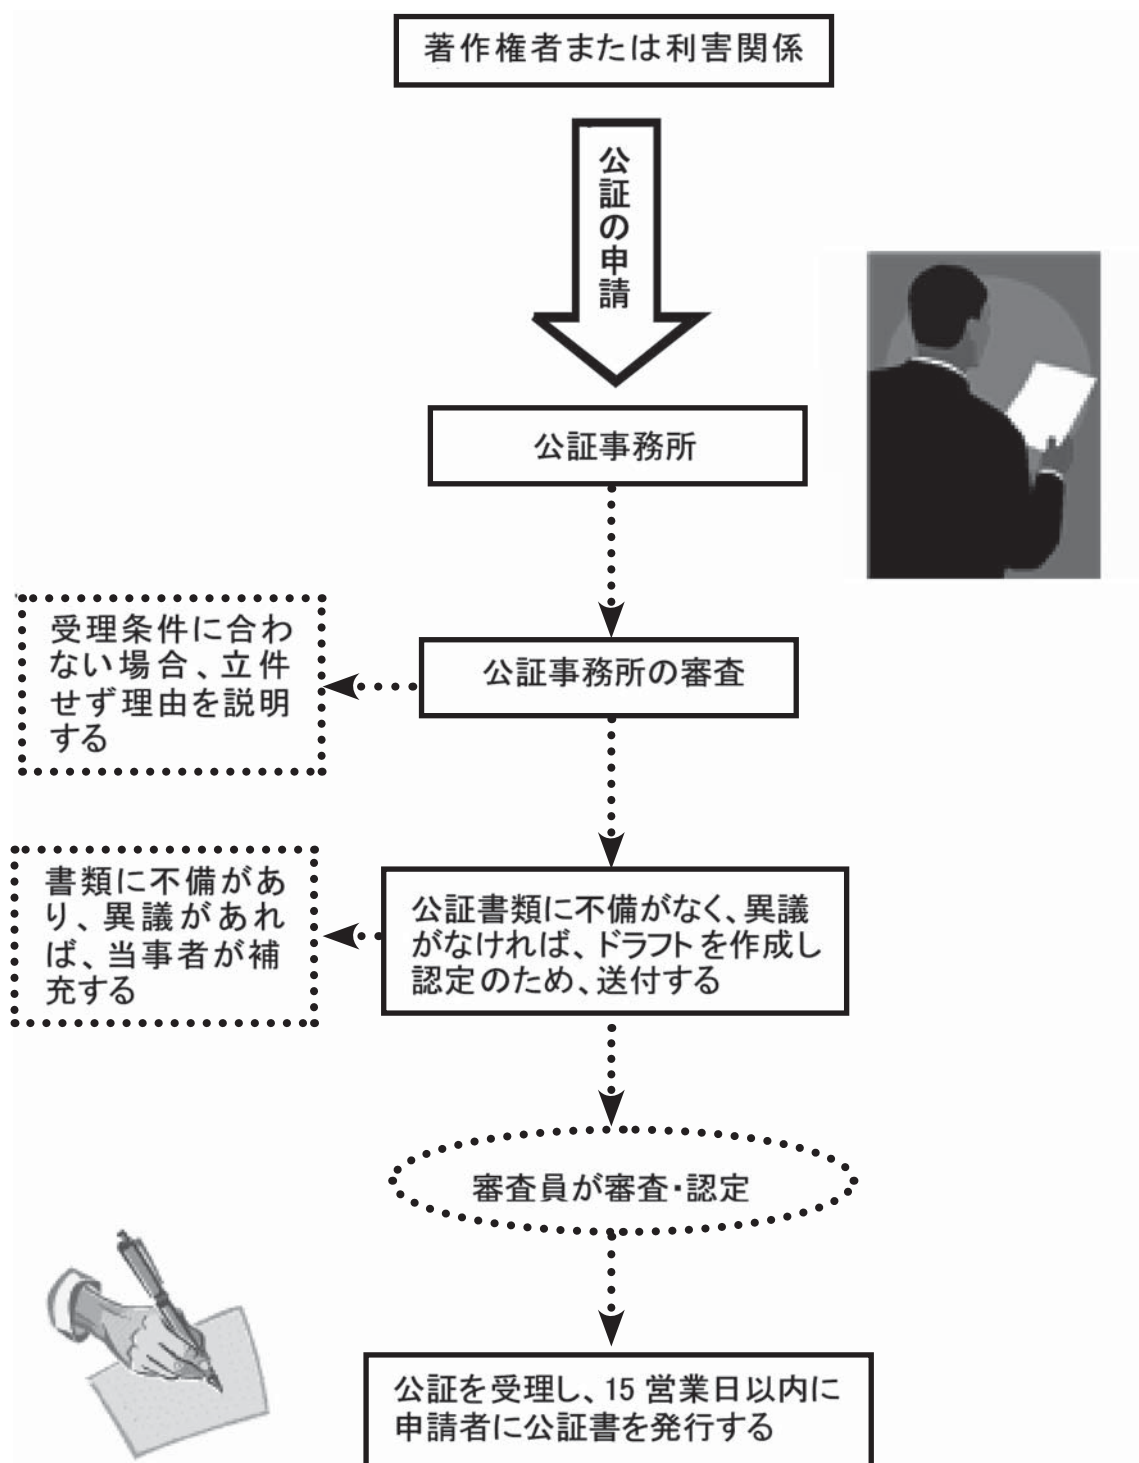 著作権者または利害関係
公証の申請
公証事務所
公証事務所の審査
受理条件に合わ
ない場合、立件
せず理由を説明
する
公証書類に不備がなく、異議
がなければ、ドラフトを作成し
認定のため、送付する
書類に不備があ
り、異議があれ
ば、当事者が補
充する
審査員が審査・認定
公証を受理し、15 営業日以内に
申請者に公証書を発行する